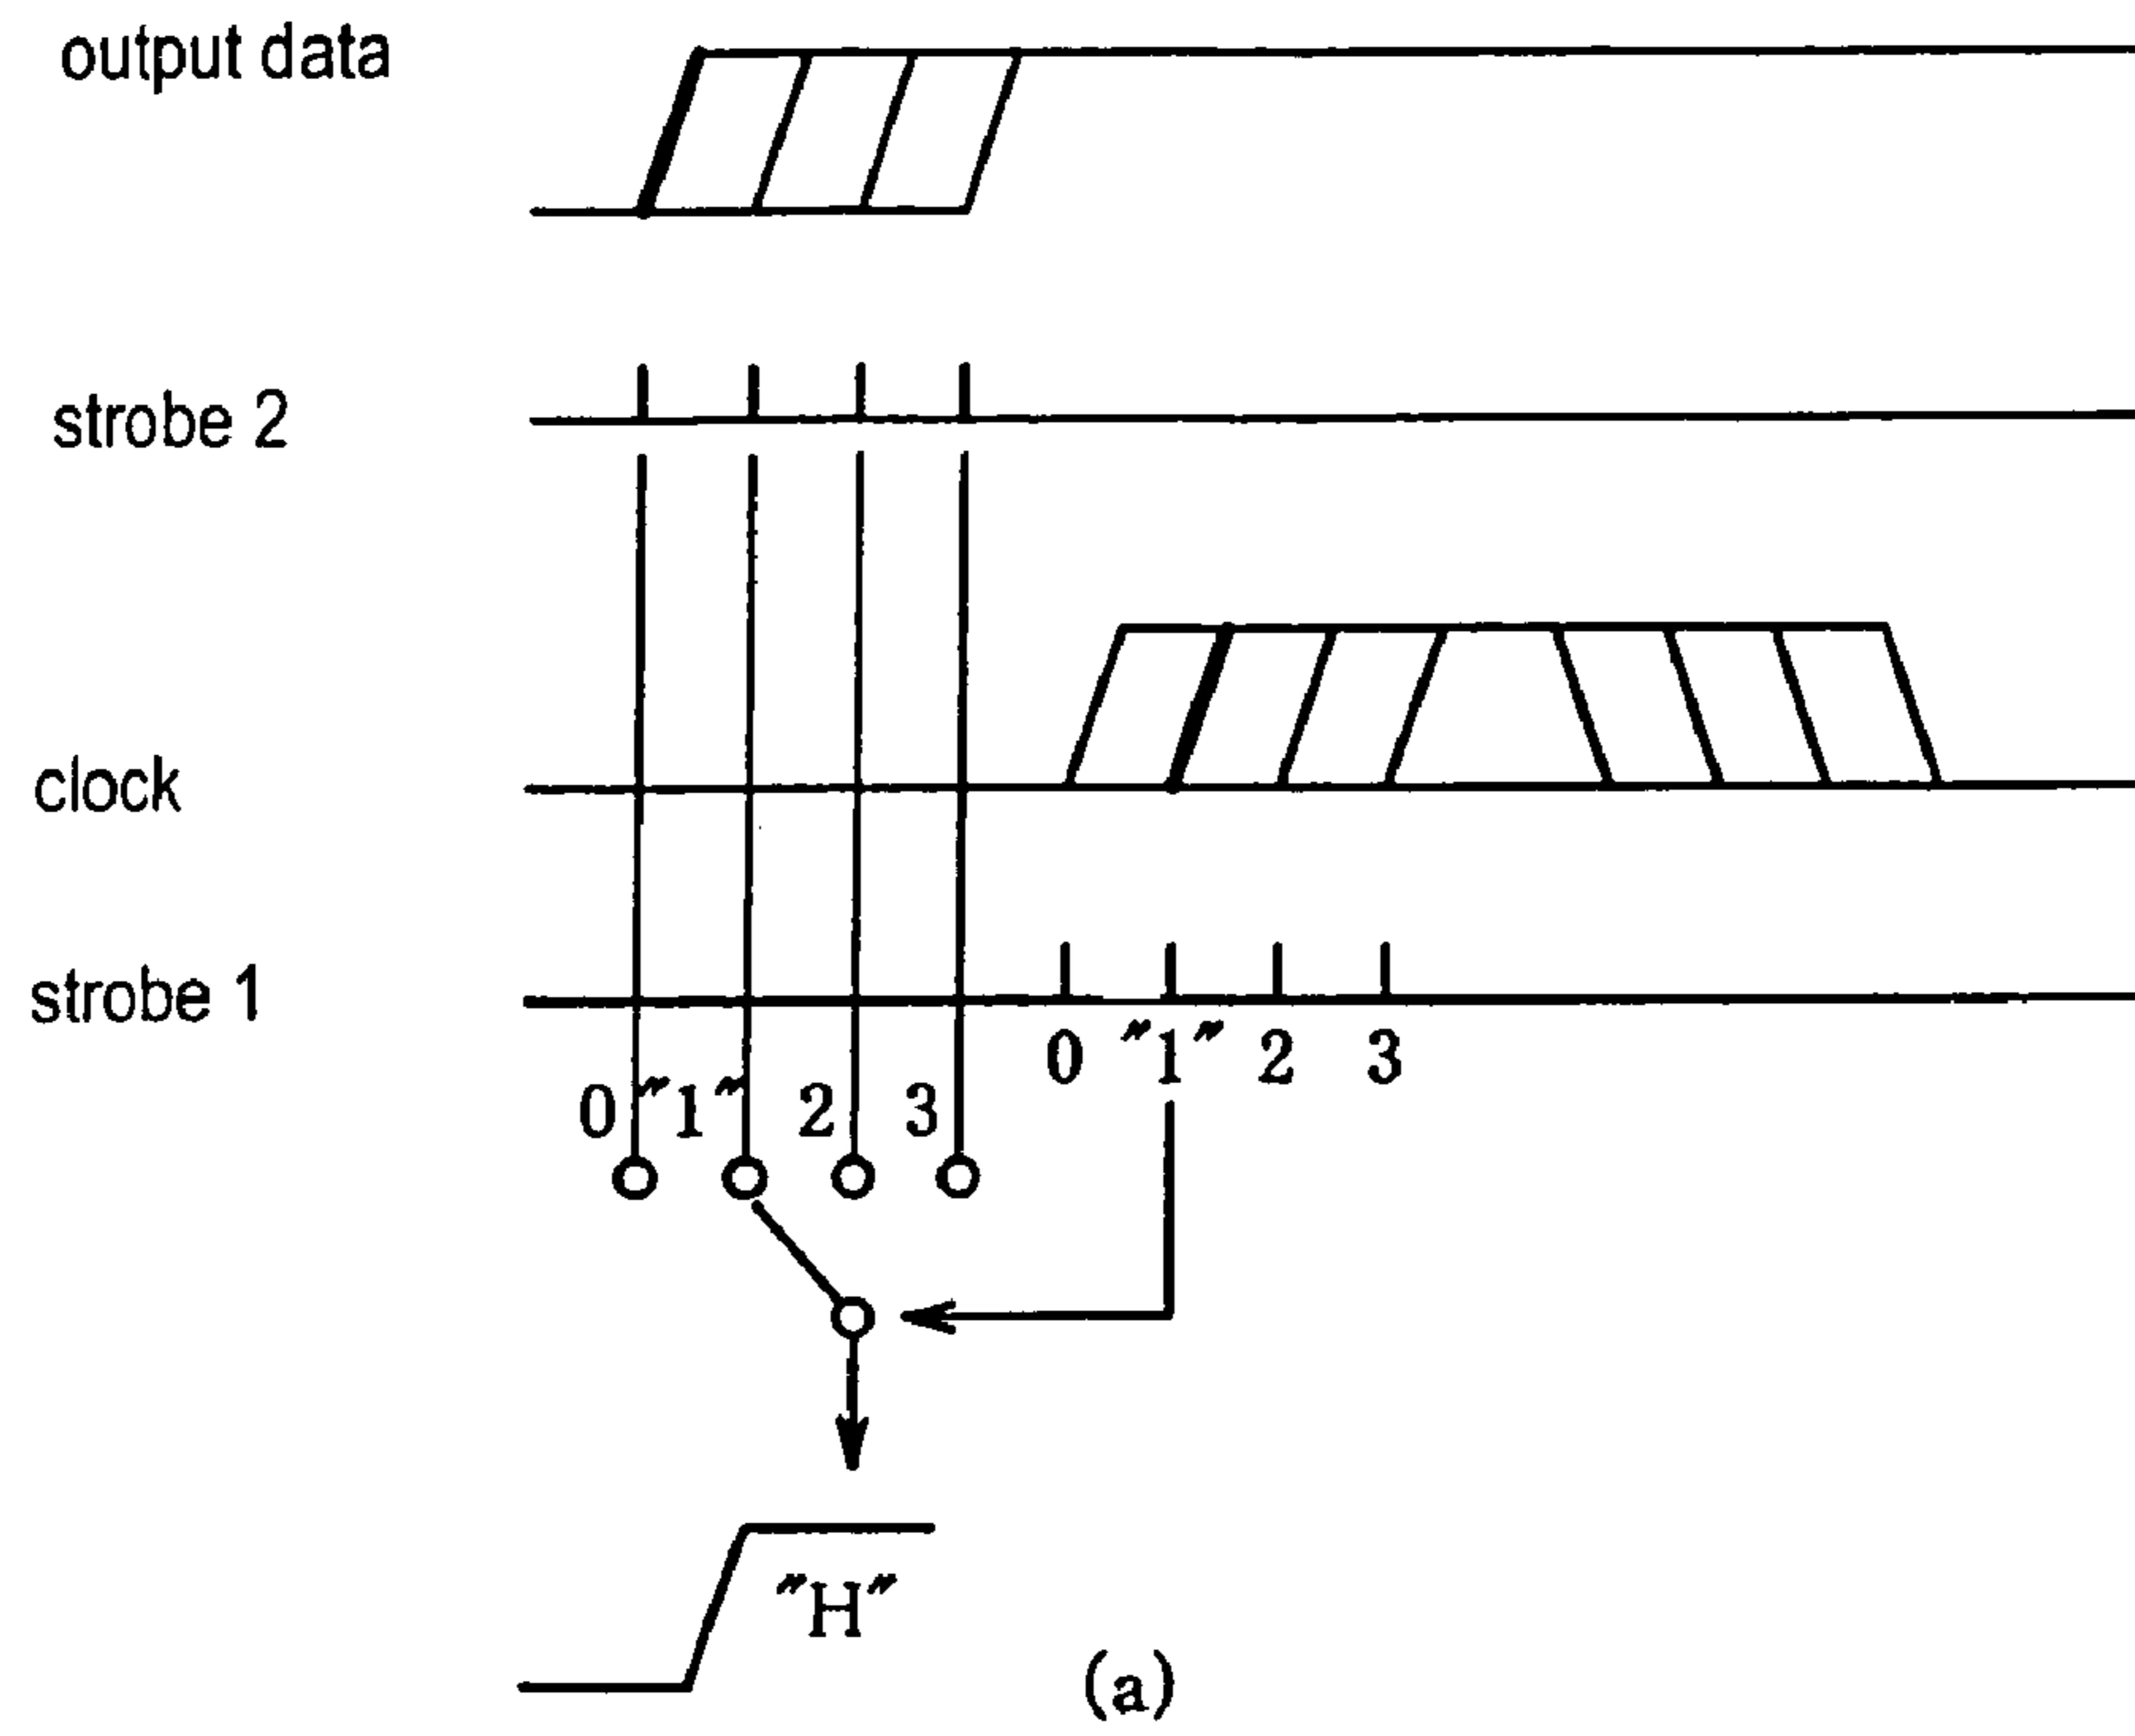 output data
strobe 2
clock
strobe 1
0 "1" 2 3
0 "1" 2 3
"H"
(a)